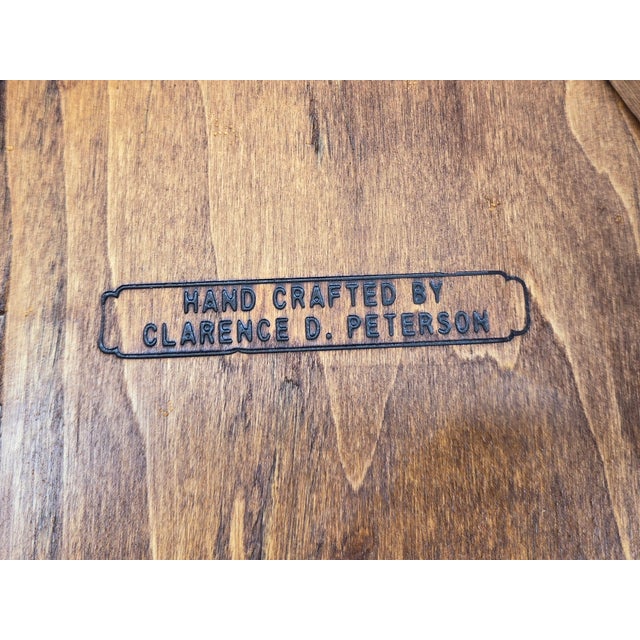 HAND CRAFTED BY
CLARENCE D. PETERSON